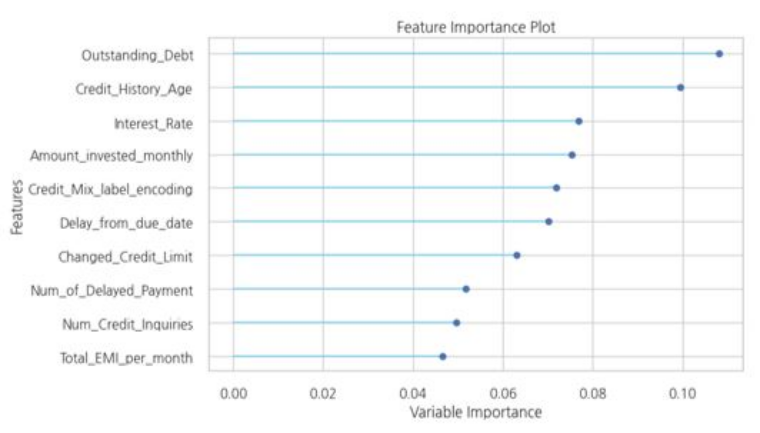 Feature Importance Plot
Outstanding_Debt
Credit_History_Age
Interest_Rate
Amount_invested_monthly
Credit_Mix_label_encoding
Delay_from_due_date
Changed_Credit_Limit
Num_of_Delayed_Payment
Num_Credit_Inquiries
Total_EMI_per_month
Features
0.00 0.02 0.04 0.06 0.08 0.10
Variable Importance